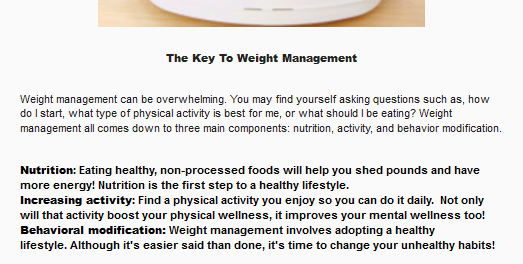 The Key To Weight Management
Weight management can be overwhelming. You may find yourself asking questions such as, how
do I start, what type of physical activity is best for me, or what should I be eating? Weight
management all comes down to three main components: nutrition, activity, and behavior modification.
Nutrition: Eating healthy, non-processed foods will help you shed pounds and have
more energy! Nutrition is the first step to a healthy lifestyle.
Increasing activity: Find a physical activity you enjoy so you can do it daily.  Not only
will that activity boost your physical wellness, it improves your mental wellness too!
Behavioral modification: Weight management involves adopting a healthy
lifestyle. Although it's easier said than done, it's time to change your unhealthy habits!